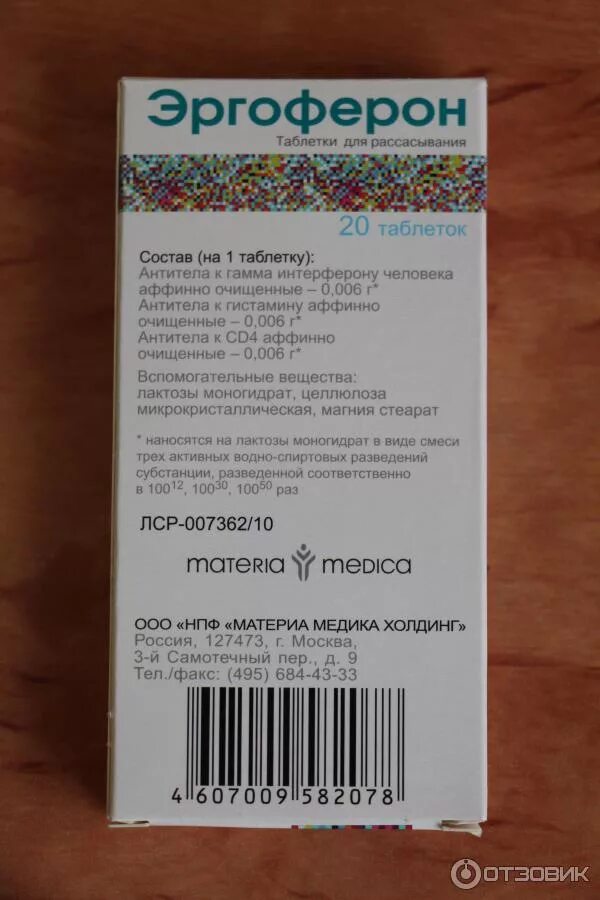 Эргоферон
Таблетки для рассасывания
20 таблеток
Состав (на 1 таблетку):
Антитела к гамма интерферону человека
аффинно очищенные – 0,006 г*
Антитела к гистамину аффинно
очищенные – 0,006 г*
Антитела к CD4 аффинно
очищенные – 0,006 г*
Вспомогательные вещества:
лактозы моногидрат, целлюлоза
микрокристаллическая, магния стеарат
* наносятся на лактозы моногидрат в виде смеси
трех активных водно-спиртовых разведений
субстанции, разведенной соответственно
в 100¹², 100³⁰, 100⁵⁰ раз
ЛСР-007362/10
materia medica
ООО «НПФ «МАТЕРИА МЕДИКА ХОЛДИНГ»
Россия, 127473, г. Москва,
3-й Самотечный пер., д. 9
Тел./факс: (495) 684-43-33
4 607009 582078
ОТЗОВИК